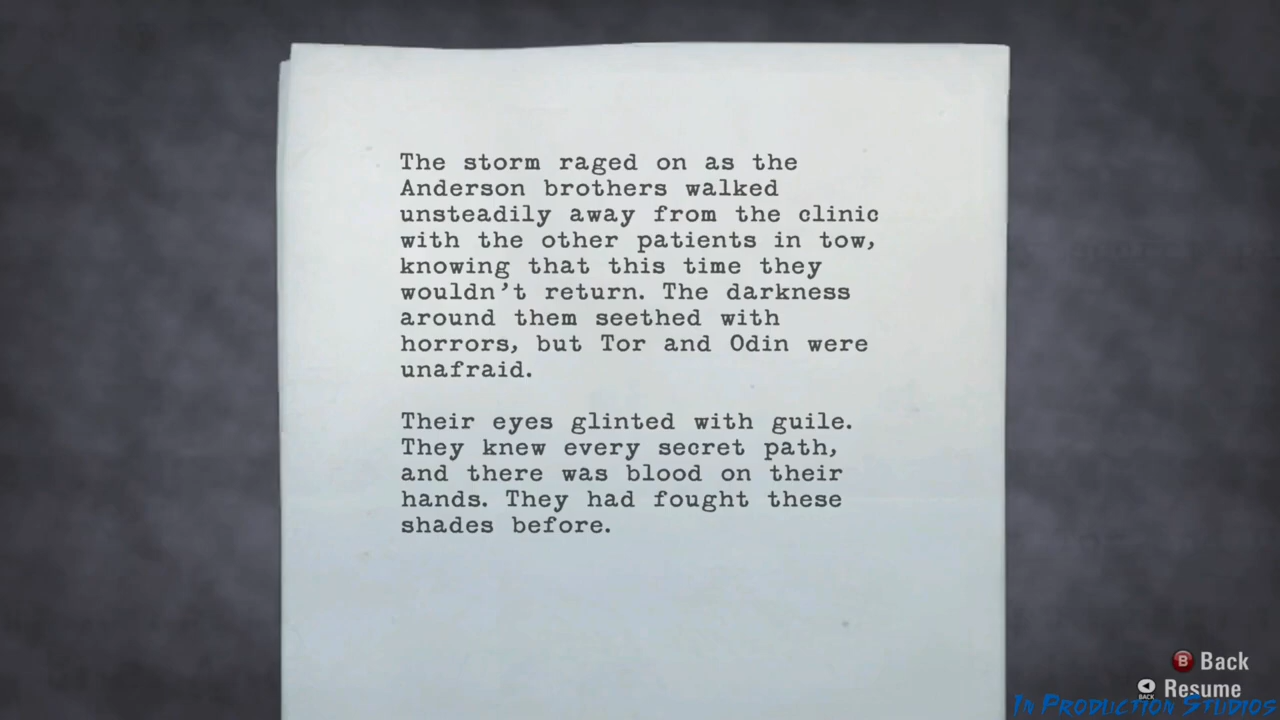 The storm raged on as the
Anderson brothers walked
unsteadily away from the clinic
with the other patients in tow,
knowing that this time they
wouldn't return. The darkness
around them seethed with
horrors, but Tor and Odin were
unafraid.
Their eyes glinted with guile.
They knew every secret path,
and there was blood on their
hands. They had fought these
shades before.
B Back
BACK Resume
In Production Studios